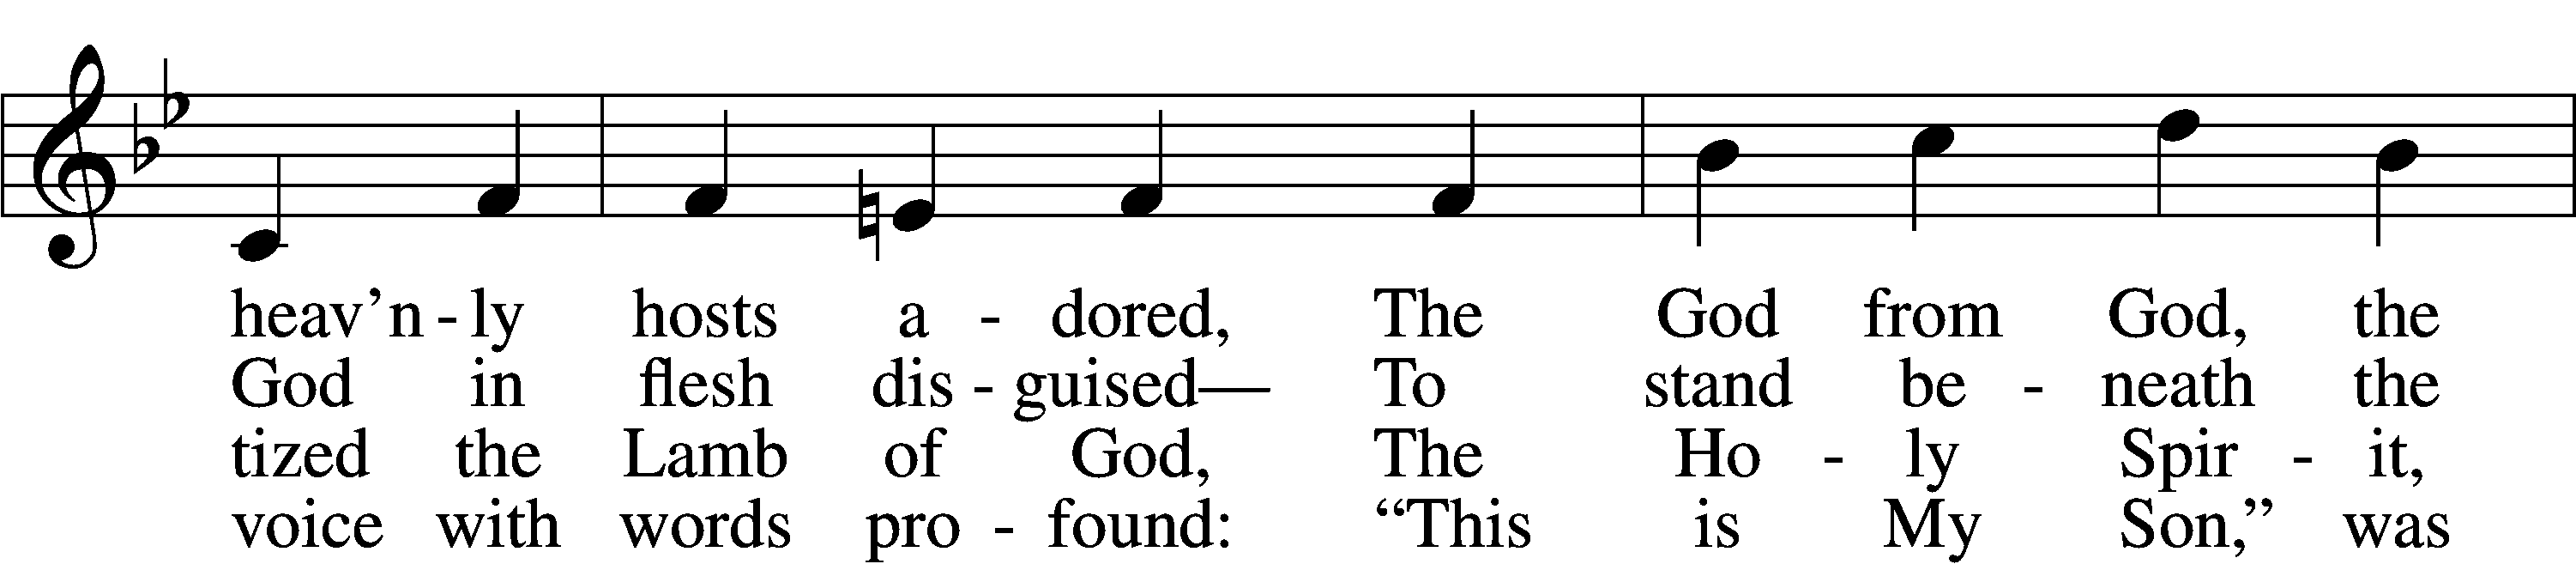 heav’n - ly hosts a - dored, The God from God, the
God in flesh dis - guised— To stand be - neath the
tized the Lamb of God, The Ho - ly Spir - it,
voice with words pro - found: “This is My Son,” was